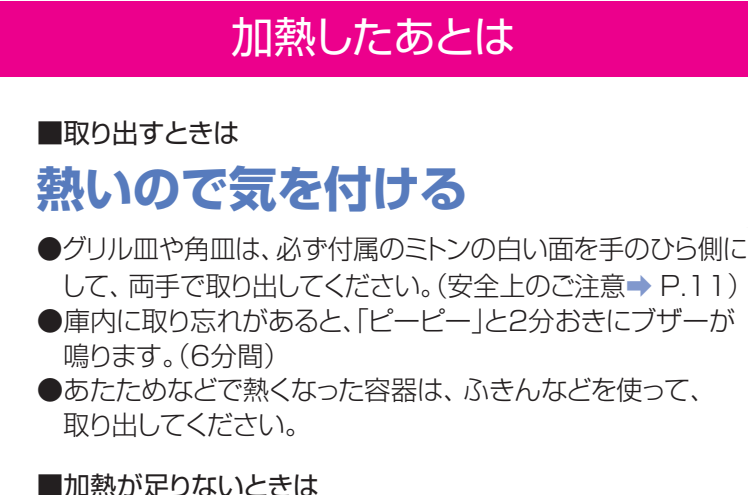 加熱したあとは
■取り出すときは
熱いので気を付ける
●グリル皿や角皿は、必ず付属のミトンの白い面を手のひら側に
して、両手で取り出してください。(安全上のご注意➡ P.11)
●庫内に取り忘れがあると、「ピーピー」と2分おきにブザーが
鳴ります。(6分間)
●あたためなどで熱くなった容器は、ふきんなどを使って、
取り出してください。
■加熱が足りないときは